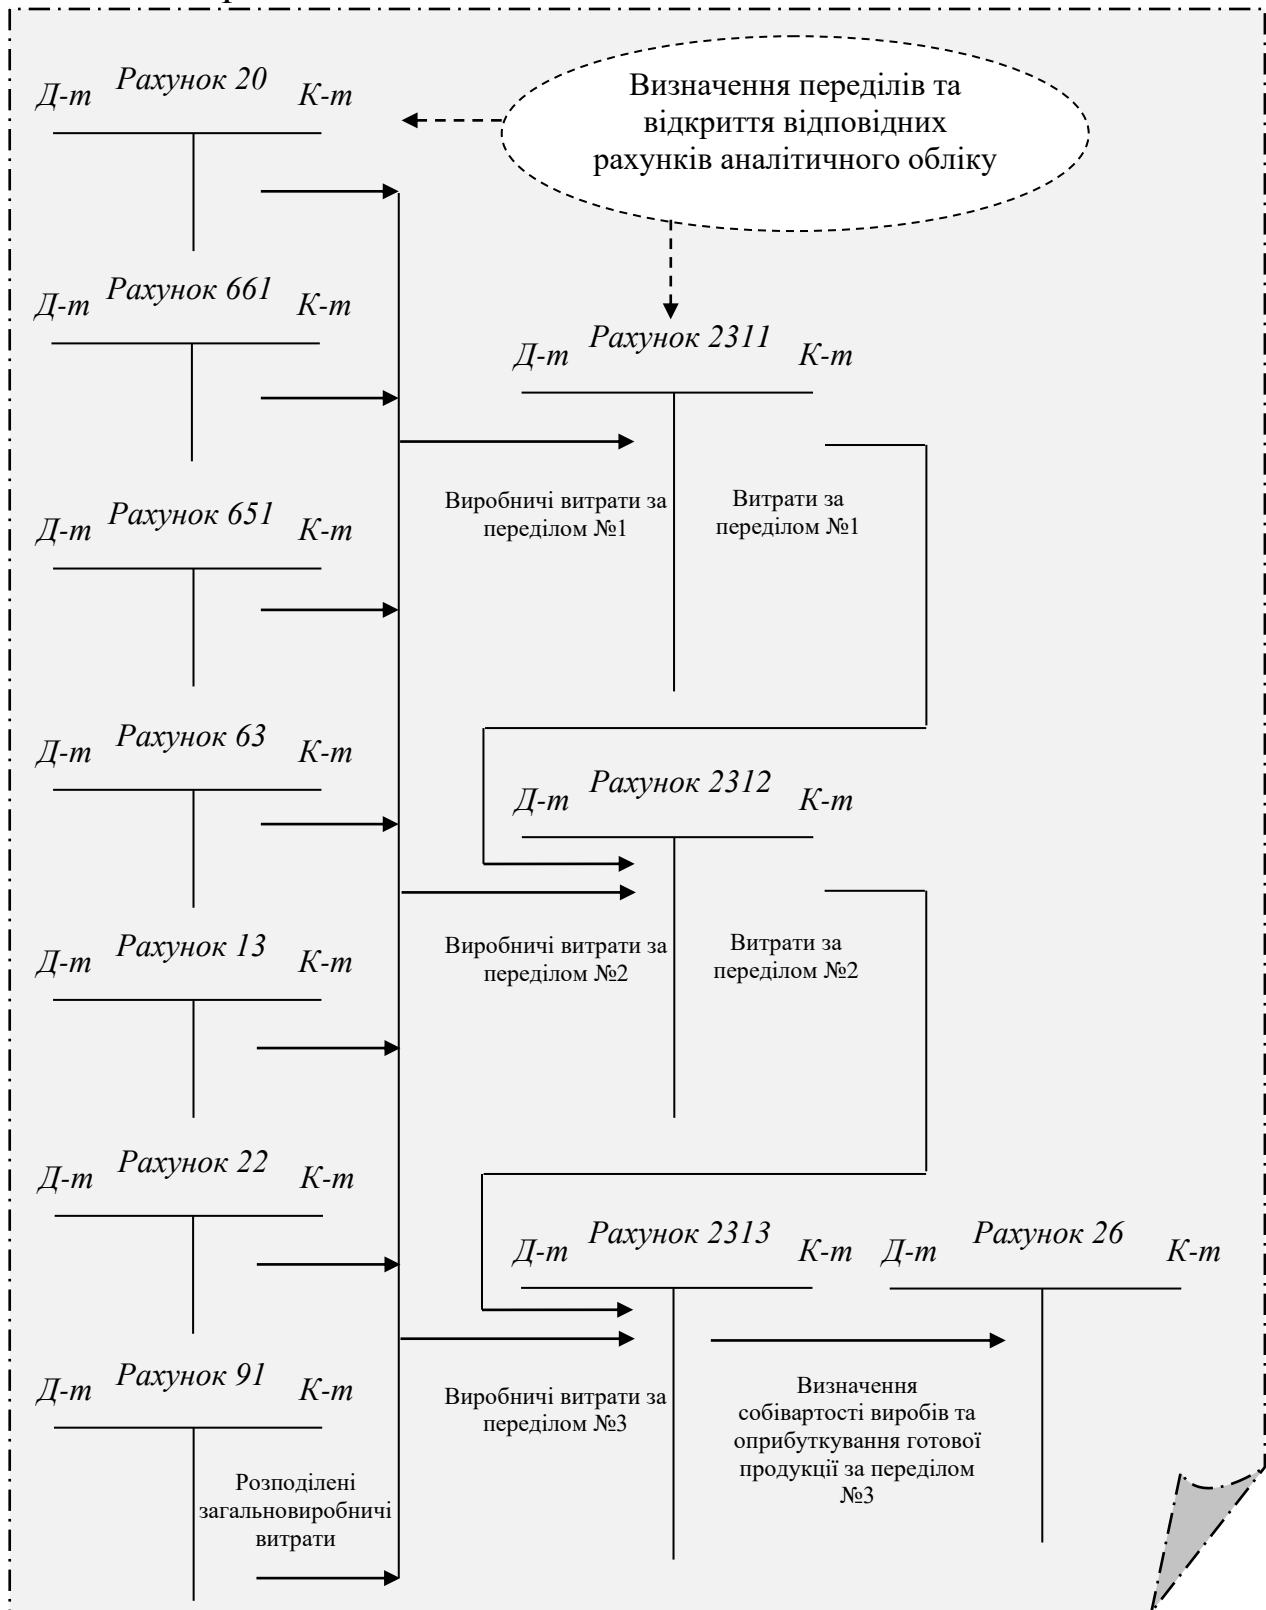 Визначення переділів та
відкриття відповідних
рахунків аналітичного обліку
Д-т Рахунок 20 К-т
Д-т Рахунок 661 К-т
Д-т Рахунок 651 К-т
Д-т Рахунок 63 К-т
Д-т Рахунок 13 К-т
Д-т Рахунок 22 К-т
Д-т Рахунок 91 К-т
Розподілені
загальновиробничі
витрати
Д-т Рахунок 2311 К-т
Виробничі витрати за
переділом №1
Витрати за
переділом №1
Д-т Рахунок 2312 К-т
Виробничі витрати за
переділом №2
Витрати за
переділом №2
Д-т Рахунок 2313 К-т
Виробничі витрати за
переділом №3
Д-т Рахунок 26 К-т
Визначення
собівартості виробів та
оприбуткування готової
продукції за переділом
№3